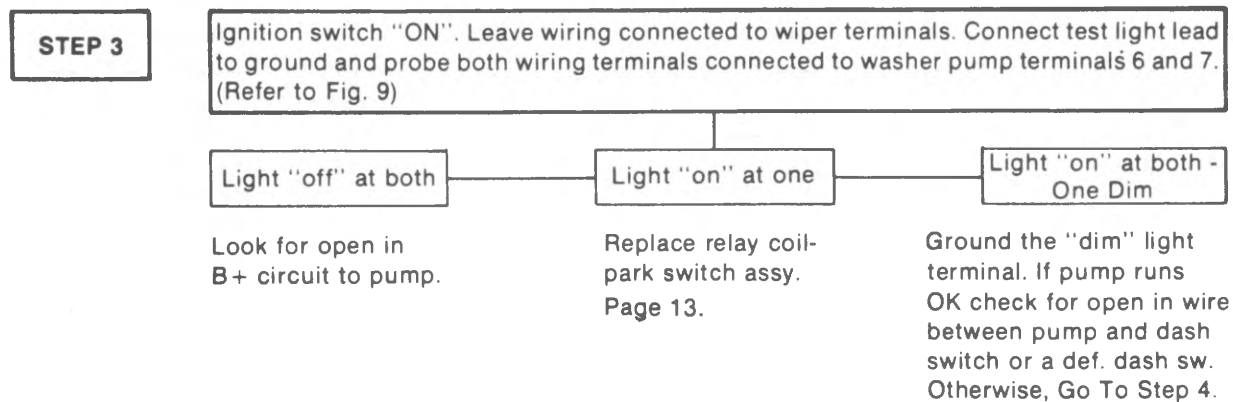 STEP 3
Ignition switch "ON". Leave wiring connected to wiper terminals. Connect test light lead
to ground and probe both wiring terminals connected to washer pump terminals 6 and 7.
(Refer to Fig. 9)
Light "off" at both
Light "on" at one
Light "on" at both -
One Dim
Look for open in
B+ circuit to pump.
Replace relay coil-
park switch assy.
Page 13.
Ground the "dim" light
terminal. If pump runs
OK check for open in wire
between pump and dash
switch or a def. dash sw.
Otherwise, Go To Step 4.